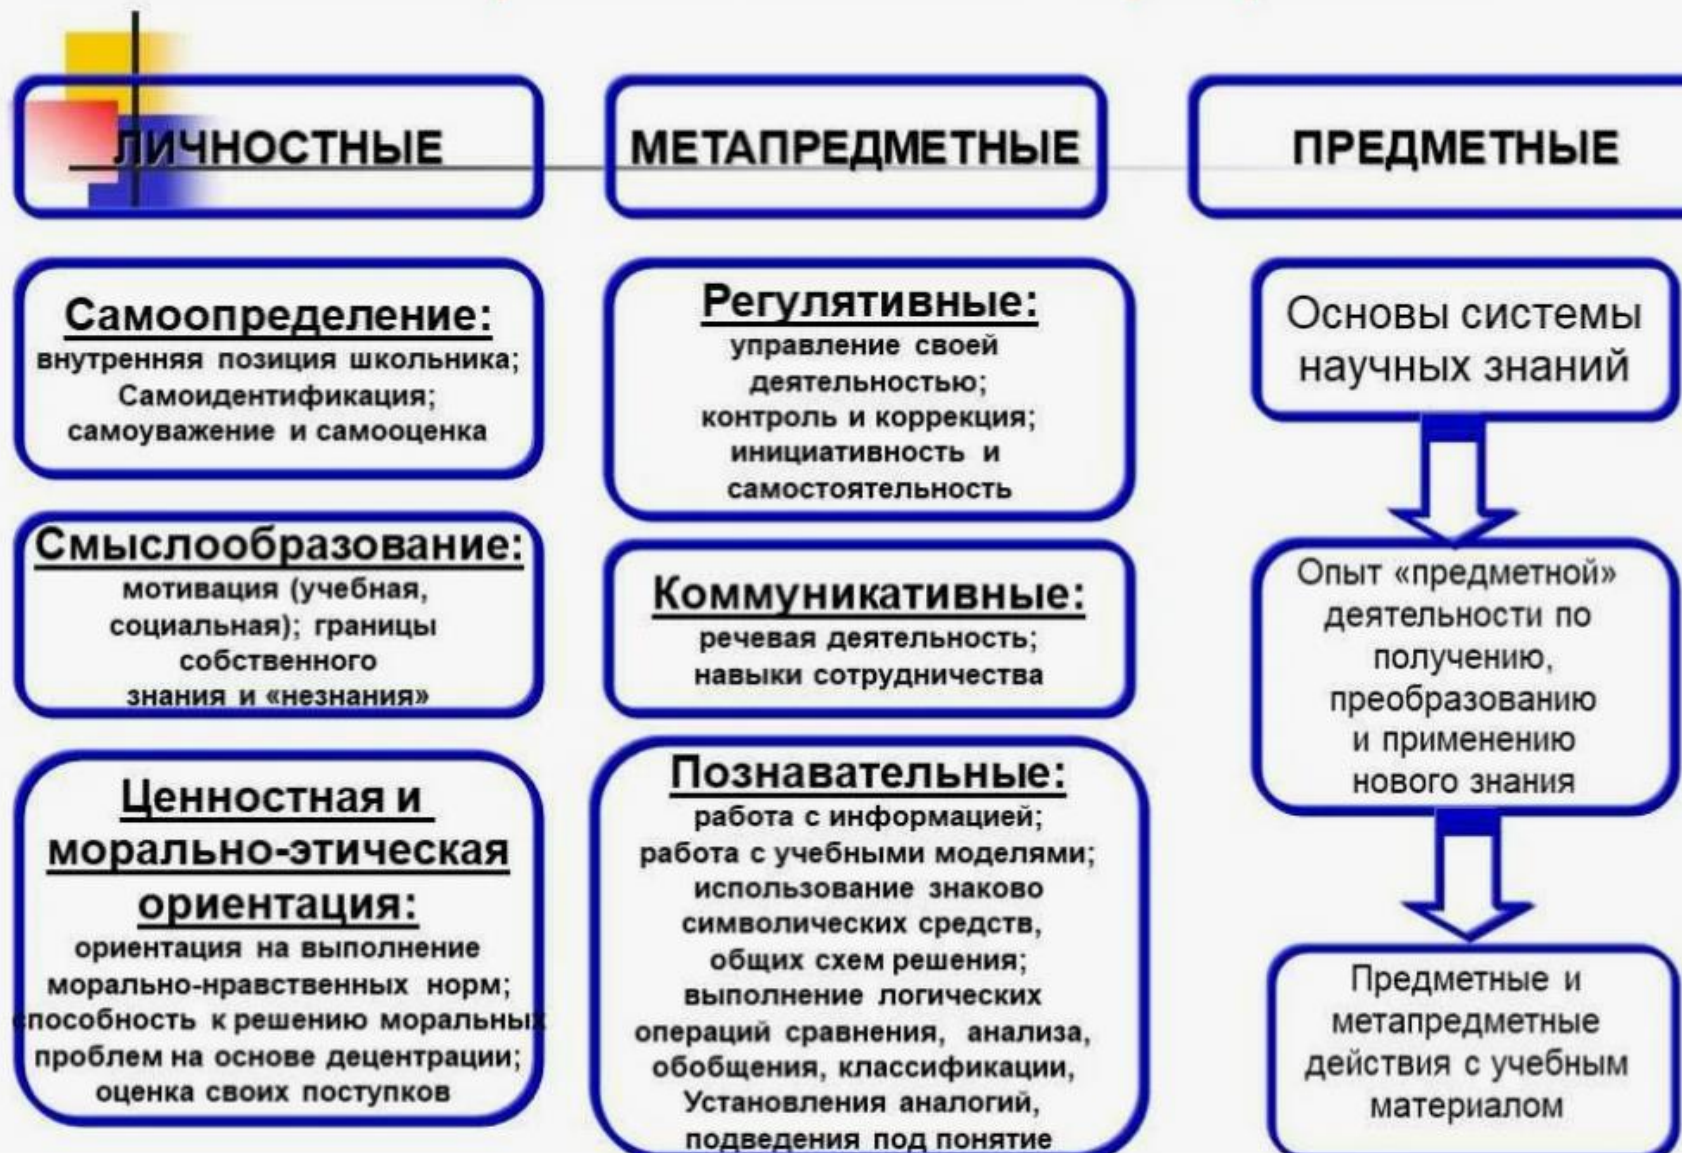 ЛИЧНОСТНЫЕ
Самоопределение:
внутренняя позиция школьника;
Самоидентификация;
самоуважение и самооценка
Смыслообразование:
мотивация (учебная,
социальная); границы
собственного
знания и «незнания»
Ценностная и
морально-этическая
ориентация:
ориентация на выполнение
морально-нравственных норм;
способность к решению моральных
проблем на основе децентрации;
оценка своих поступков
МЕТАПРЕДМЕТНЫЕ
Регулятивные:
управление своей
деятельностью;
контроль и коррекция;
инициативность и
самостоятельность
Коммуникативные:
речевая деятельность;
навыки сотрудничества
Познавательные:
работа с информацией;
работа с учебными моделями;
использование знаково
символических средств,
общих схем решения;
выполнение логических
операций сравнения, анализа,
обобщения, классификации,
Установления аналогий,
подведения под понятие
ПРЕДМЕТНЫЕ
Основы системы
научных знаний
Опыт «предметной»
деятельности по
получению,
преобразованию
и применению
нового знания
Предметные и
метапредметные
действия с учебным
материалом